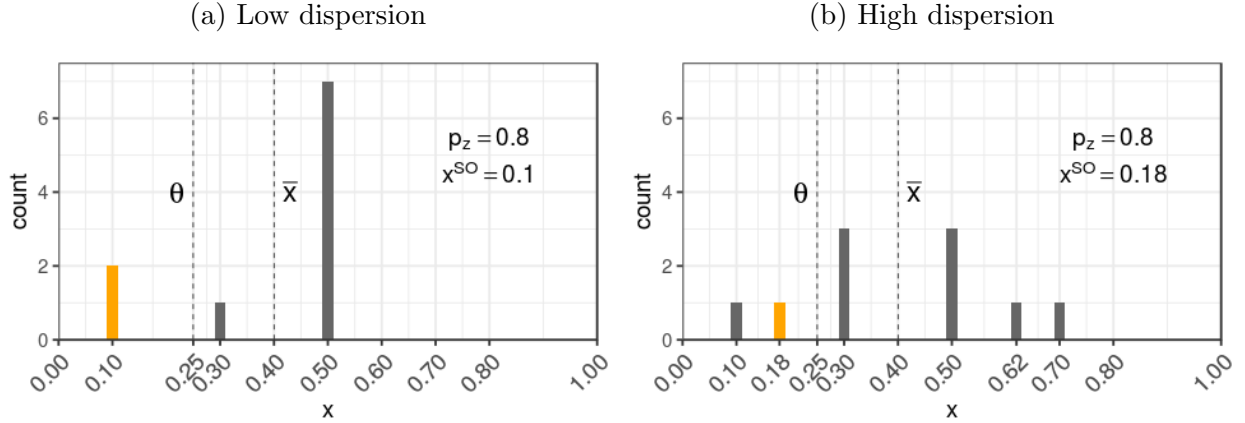 (a) Low dispersion
count
6
4
2
0
θ
x̅
p_z = 0.8
x^SO = 0.1
0.00 0.10 0.25 0.30 0.40 0.50 0.60 0.70 0.80 1.00
x
(b) High dispersion
count
6
4
2
0
θ
x̅
p_z = 0.8
x^SO = 0.18
0.00 0.10 0.18 0.25 0.30 0.40 0.50 0.62 0.70 0.80 1.00
x